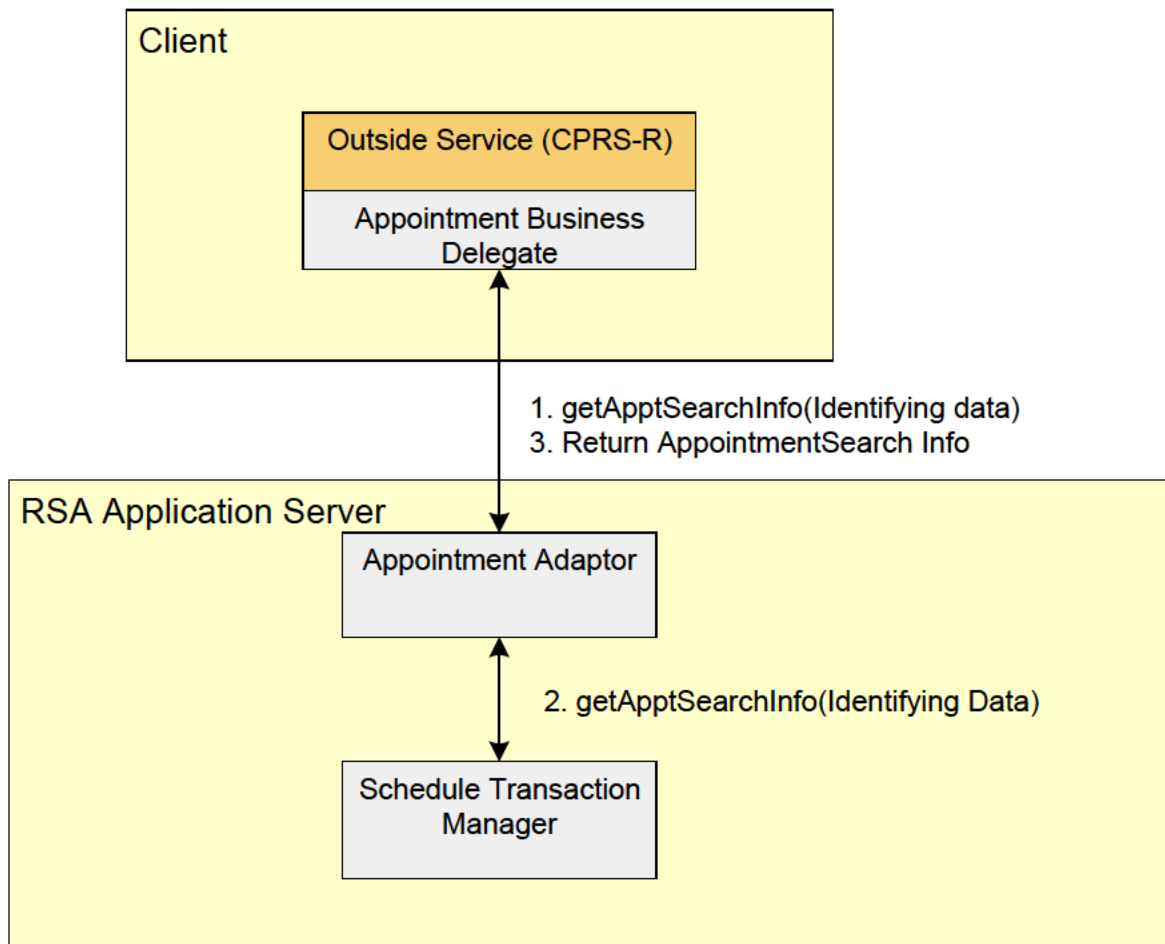 Client
Outside Service (CPRS-R)
Appointment Business
Delegate
1. getApptSearchInfo(Identifying data)
3. Return AppointmentSearch Info
RSA Application Server
Appointment Adaptor
2. getApptSearchInfo(Identifying Data)
Schedule Transaction
Manager